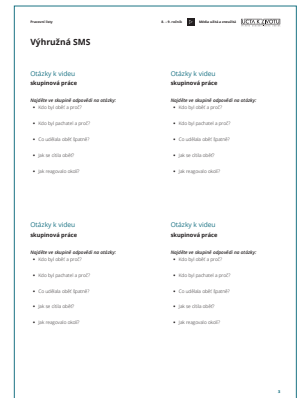 Pracovní listy
8. – 9. ročník
Média užitá a zneužitá
ÚCTA K ŽIVOTU
Výhružná SMS
Otázky k videu
skupinová práce
Najděte ve skupině odpovědi na otázky:
• Kdo byl oběť a proč?
• Kdo byl pachatel a proč?
• Co udělala oběť špatně?
• Jak se cítila oběť?
• Jak reagovalo okolí?
Otázky k videu
skupinová práce
Najděte ve skupině odpovědi na otázky:
• Kdo byl oběť a proč?
• Kdo byl pachatel a proč?
• Co udělala oběť špatně?
• Jak se cítila oběť?
• Jak reagovalo okolí?
Otázky k videu
skupinová práce
Najděte ve skupině odpovědi na otázky:
• Kdo byl oběť a proč?
• Kdo byl pachatel a proč?
• Co udělala oběť špatně?
• Jak se cítila oběť?
• Jak reagovalo okolí?
Otázky k videu
skupinová práce
Najděte ve skupině odpovědi na otázky:
• Kdo byl oběť a proč?
• Kdo byl pachatel a proč?
• Co udělala oběť špatně?
• Jak se cítila oběť?
• Jak reagovalo okolí?